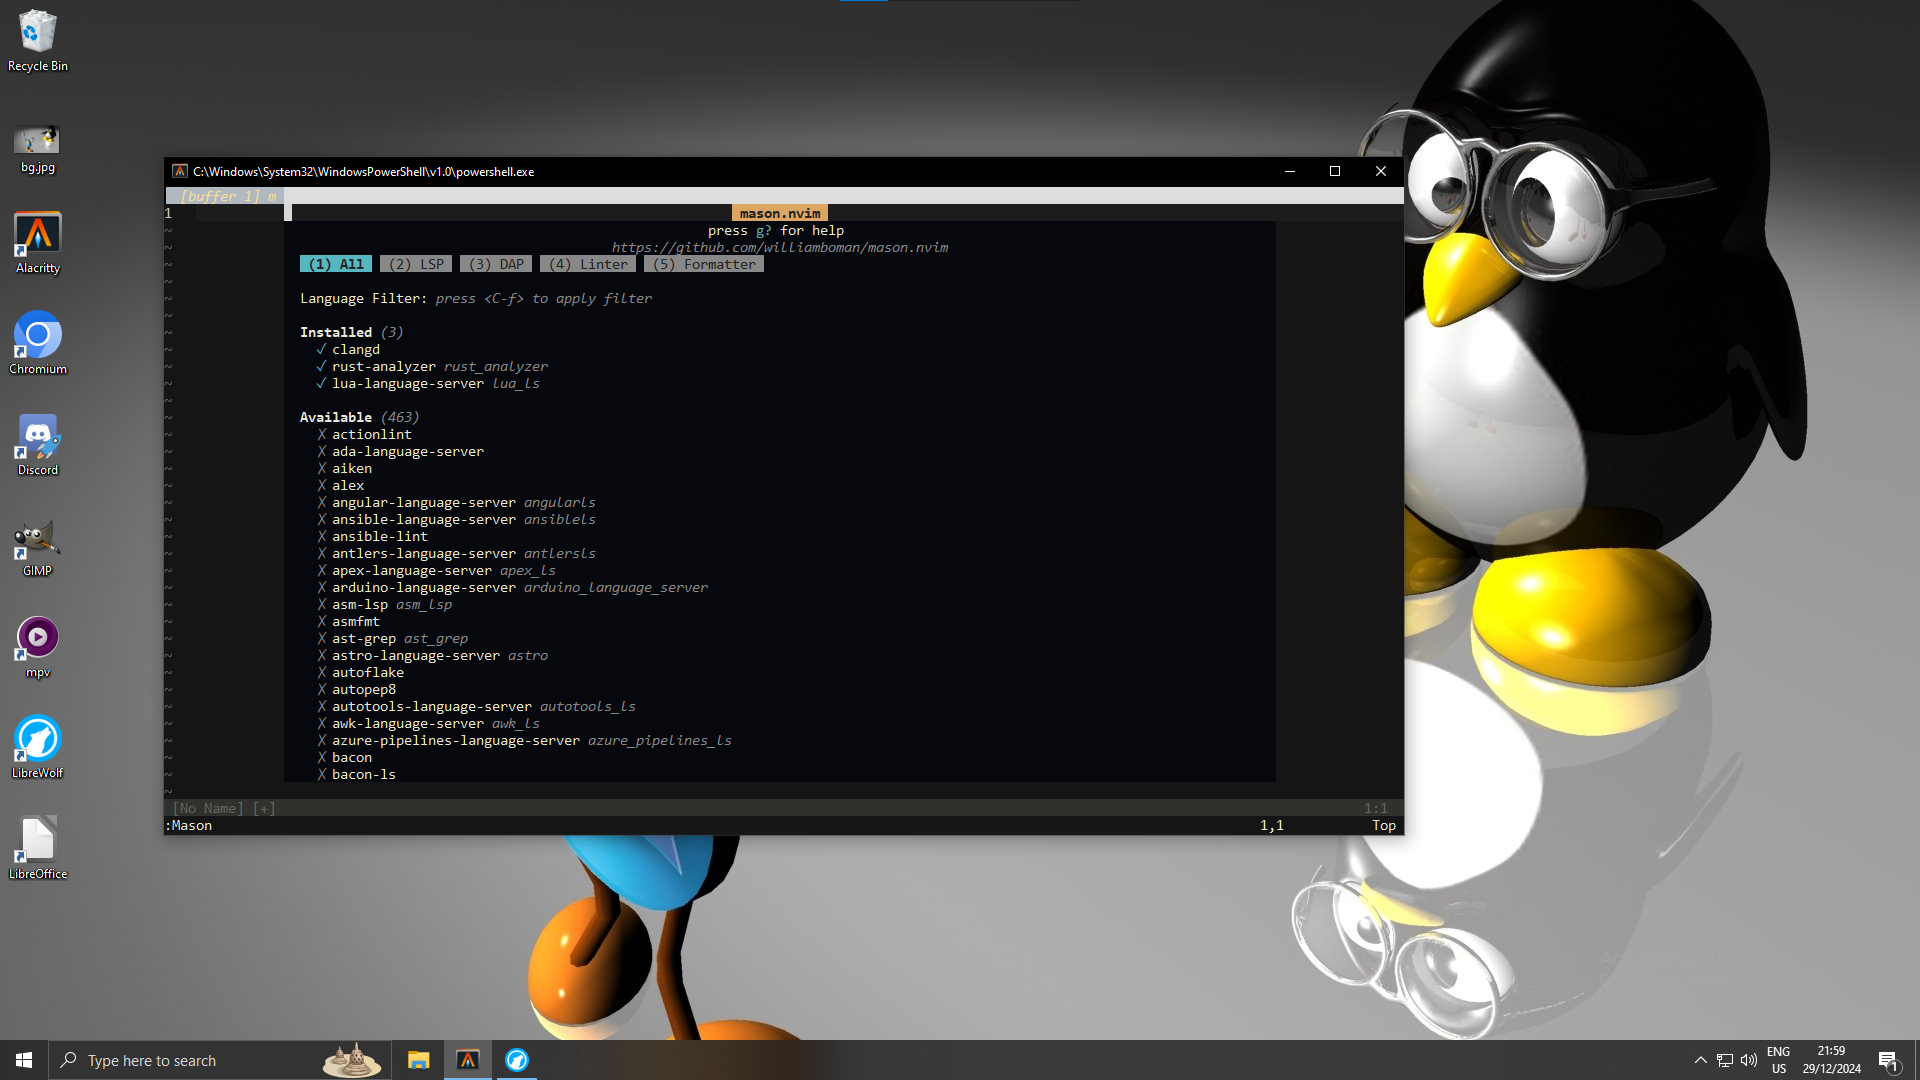 Recycle Bin
bg.jpg
Alacritty
Chromium
Discord
GIMP
mpv
LibreWolf
LibreOffice
C:\Windows\System32\WindowsPowerShell\v1.0\powershell.exe
[buffer 1] m
1
mason.nvim
press g? for help
https://github.com/williamboman/mason.nvim
(1) All (2) LSP (3) DAP (4) Linter (5) Formatter
Language Filter: press <C-f> to apply filter
Installed (3)
✓ clangd
✓ rust-analyzer rust_analyzer
✓ lua-language-server lua_ls
Available (463)
✗ actionlint
✗ ada-language-server
✗ aiken
✗ alex
✗ angular-language-server angularls
✗ ansible-language-server ansiblels
✗ ansible-lint
✗ antlers-language-server antlersls
✗ apex-language-server apex_ls
✗ arduino-language-server arduino_language_server
✗ asm-lsp asm_lsp
✗ asmfmt
✗ ast-grep ast_grep
✗ astro-language-server astro
✗ autoflake
✗ autopep8
✗ autotools-language-server autotools_ls
✗ awk-language-server awk_ls
✗ azure-pipelines-language-server azure_pipelines_ls
✗ bacon
✗ bacon-ls
[No Name] [+] 1:1
:Mason 1,1 Top
Type here to search
ENG
US
21:59
29/12/2024
1